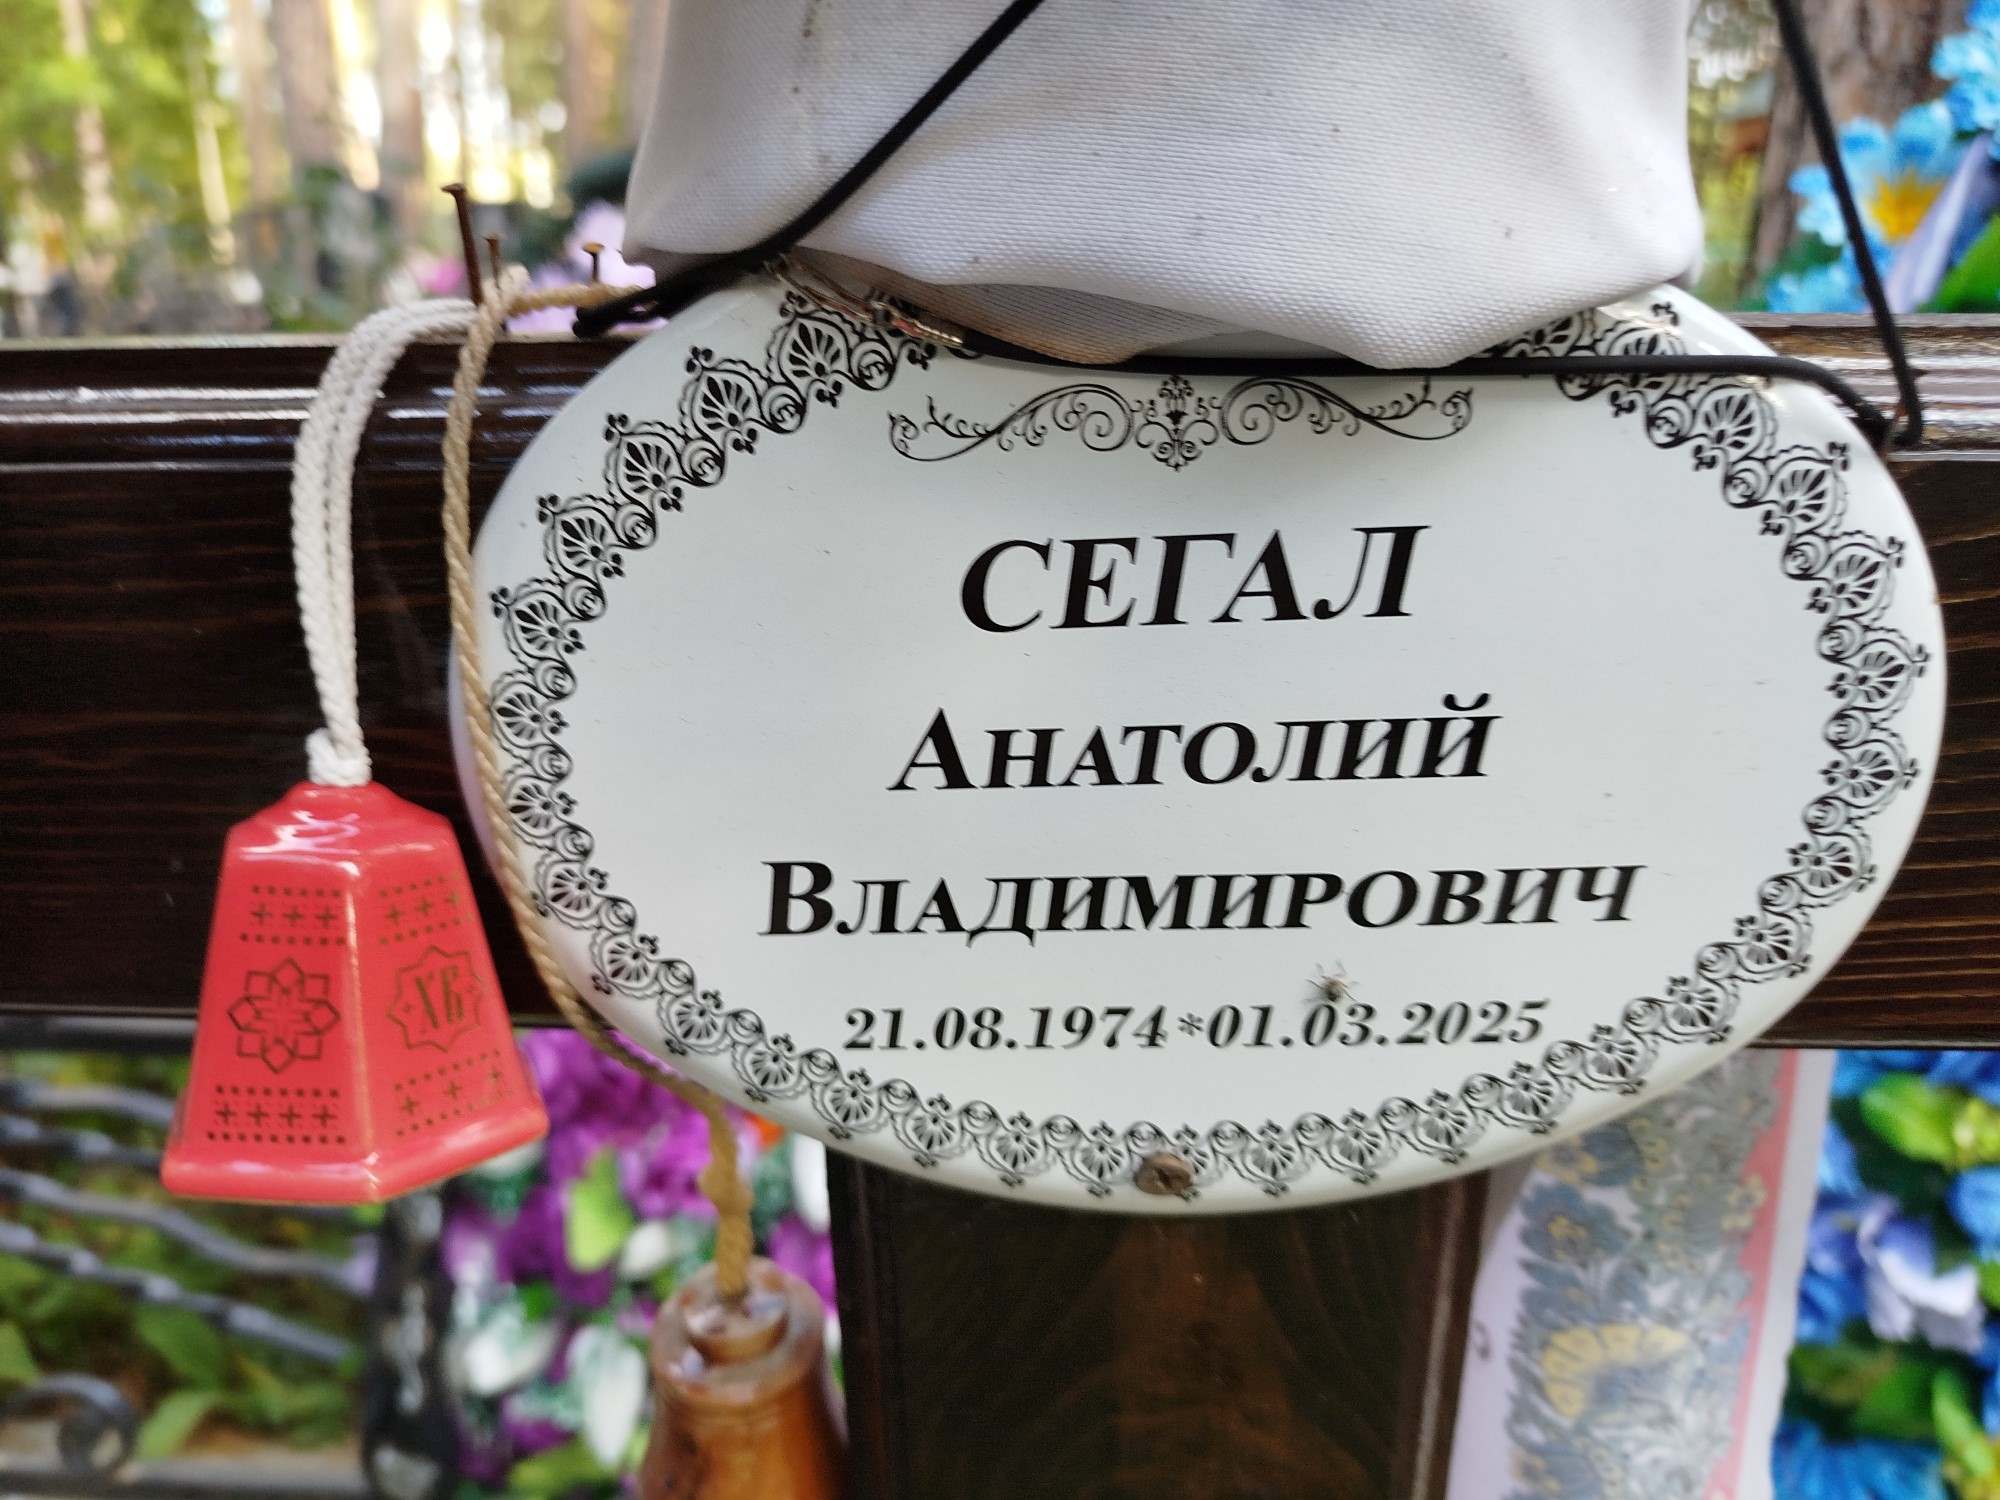 СЕГАЛ
АНАТОЛИЙ
ВЛАДИМИРОВИЧ
21.08.1974*01.03.2025
ХВ